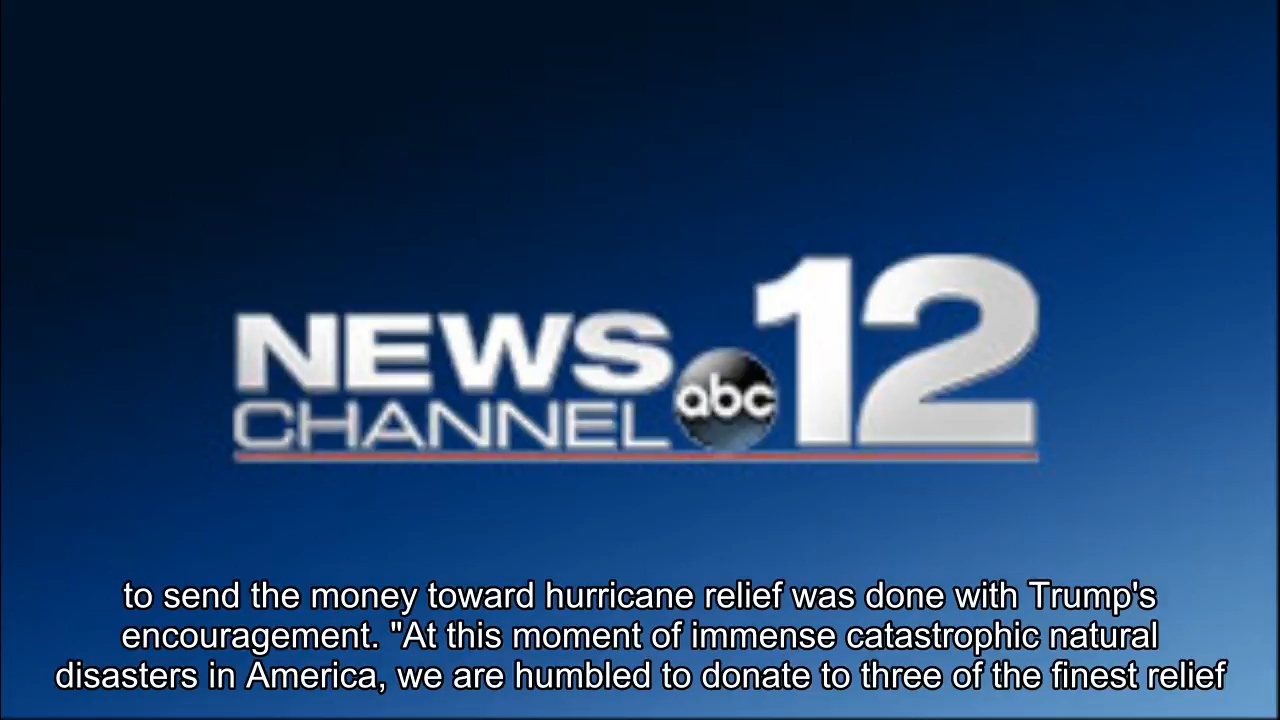 NEWS
CHANNEL
abc
12
to send the money toward hurricane relief was done with Trump's
encouragement. "At this moment of immense catastrophic natural
disasters in America, we are humbled to donate to three of the finest relief